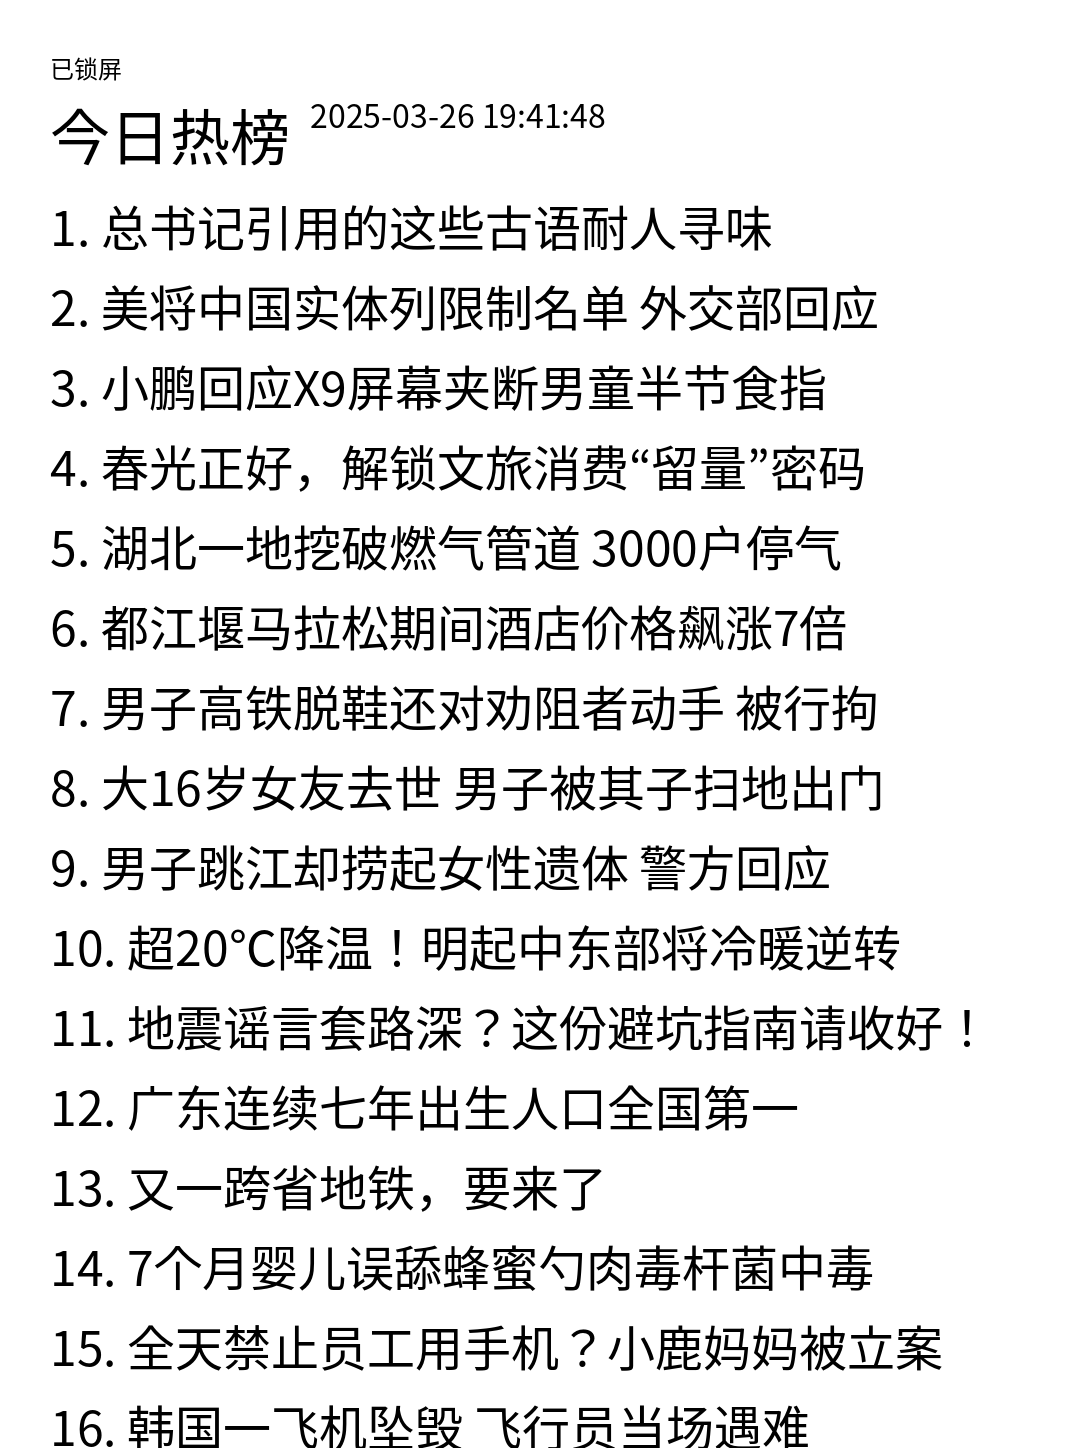 已锁屏
今日热榜 2025-03-26 19:41:48
1. 总书记引用的这些古语耐人寻味
2. 美将中国实体列限制名单 外交部回应
3. 小鹏回应X9屏幕夹断男童半节食指
4. 春光正好，解锁文旅消费“留量”密码
5. 湖北一地挖破燃气管道 3000户停气
6. 都江堰马拉松期间酒店价格飙涨7倍
7. 男子高铁脱鞋还对劝阻者动手 被行拘
8. 大16岁女友去世 男子被其子扫地出门
9. 男子跳江却捞起女性遗体 警方回应
10. 超20℃降温！明起中东部将冷暖逆转
11. 地震谣言套路深？这份避坑指南请收好！
12. 广东连续七年出生人口全国第一
13. 又一跨省地铁，要来了
14. 7个月婴儿误舔蜂蜜勺肉毒杆菌中毒
15. 全天禁止员工用手机？小鹿妈妈被立案
16. 韩国一飞机坠毁 飞行员当场遇难